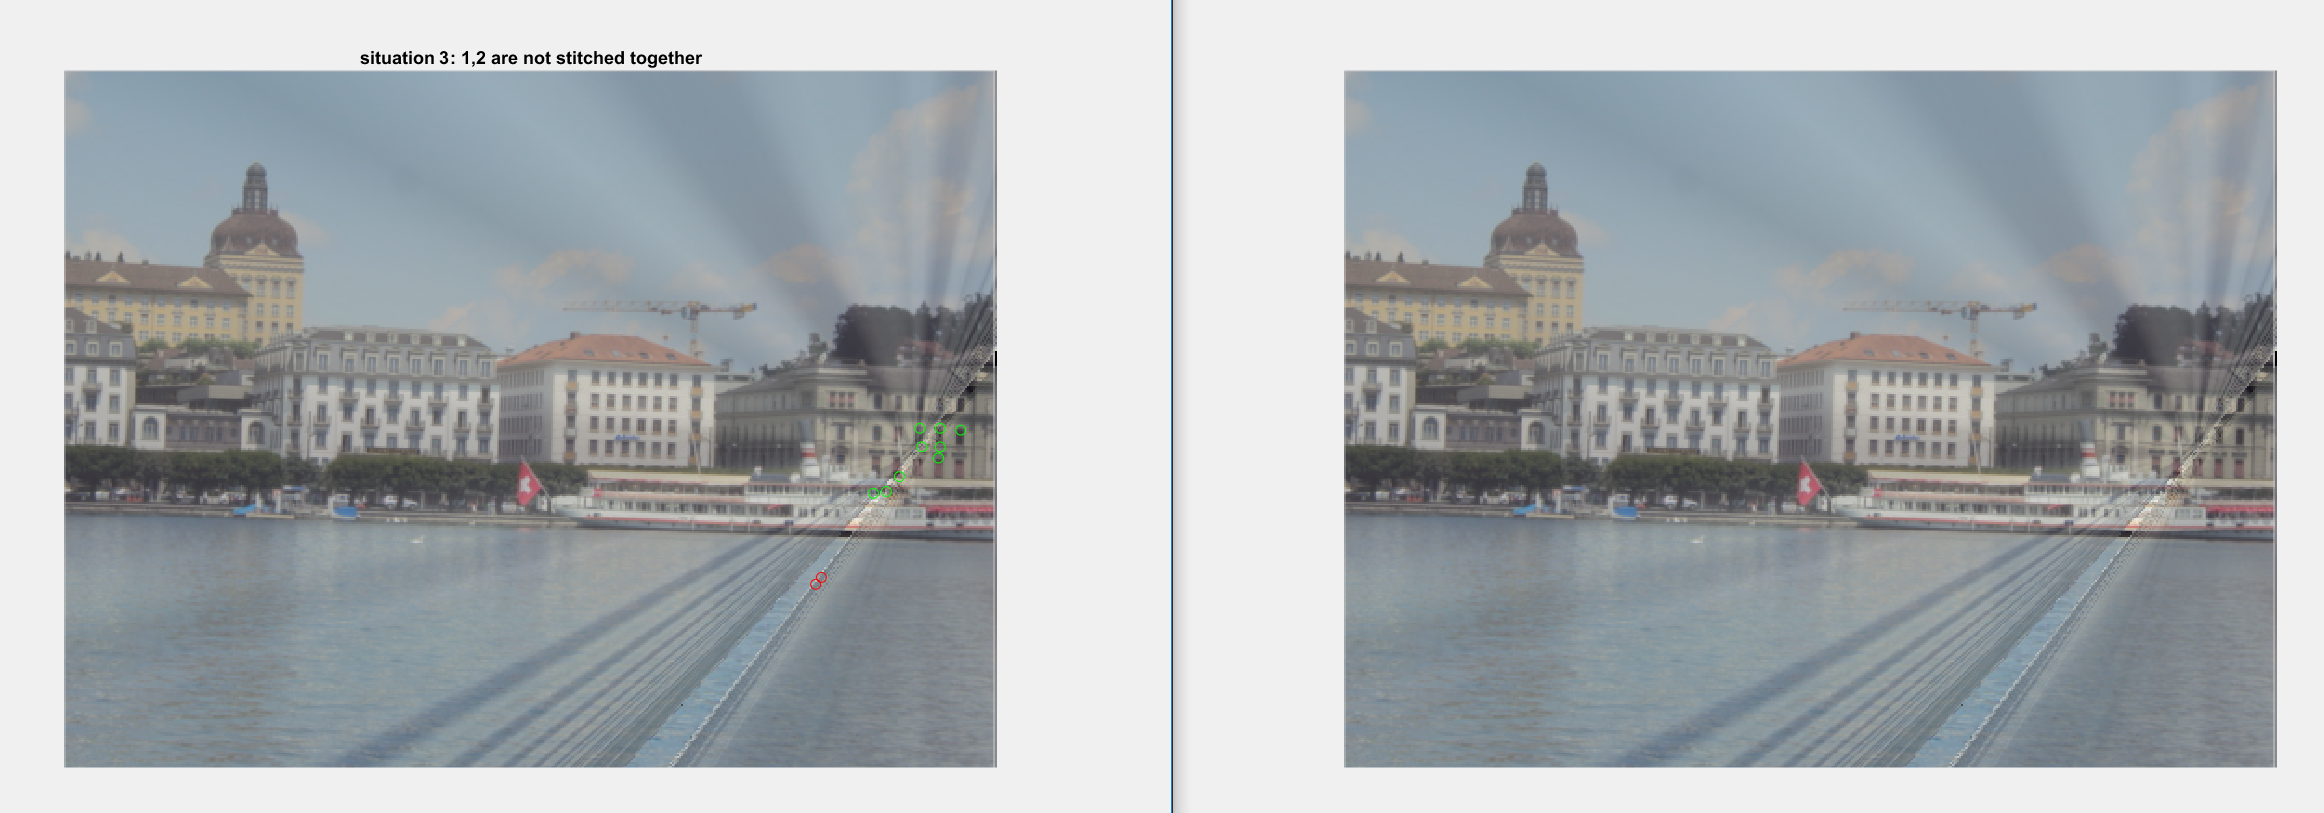 situation 3: 1,2 are not stitched together